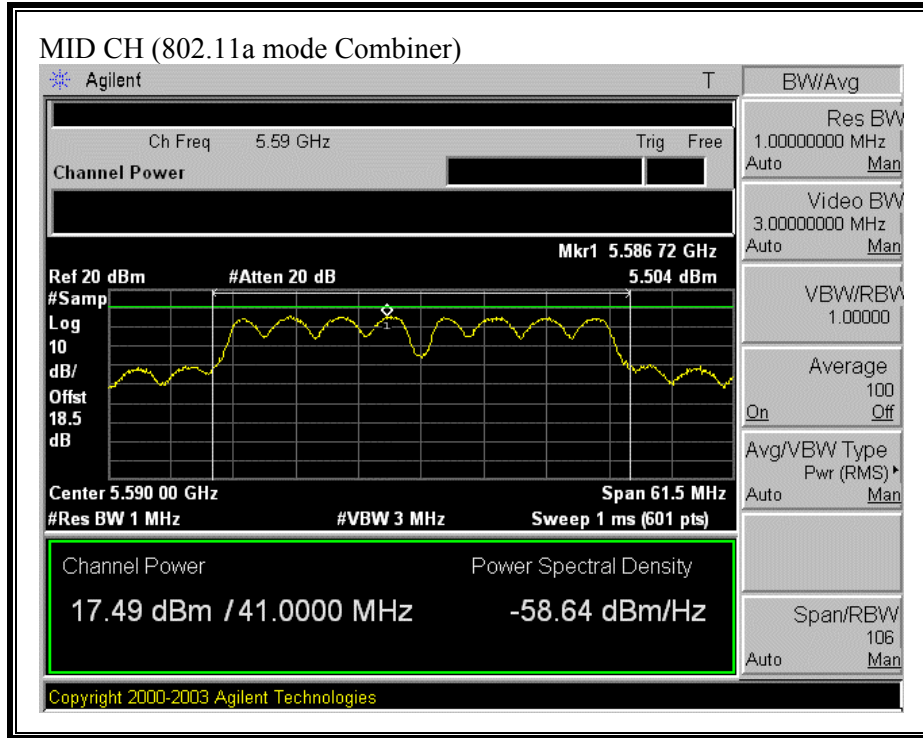 MID CH (802.11a mode Combiner)
Agilent T
BW/Avg
Ch Freq 5.59 GHz Trig Free
Channel Power
Res BW
1.00000000 MHz
Auto Man
Video BW
3.00000000 MHz
Auto Man
VBW/RBW
1.00000
Average
100
On Off
Avg/VBW Type
Pwr (RMS)
Auto Man
Span/RBW
106
Auto Man
Mkr1 5.586 72 GHz
Ref 20 dBm #Atten 20 dB 5.504 dBm
#Samp
Log
10
dB/
Offst
18.5
dB
1
Center 5.590 00 GHz Span 61.5 MHz
#Res BW 1 MHz #VBW 3 MHz Sweep 1 ms (601 pts)
Channel Power Power Spectral Density
17.49 dBm / 41.0000 MHz -58.64 dBm/Hz
Copyright 2000-2003 Agilent Technologies